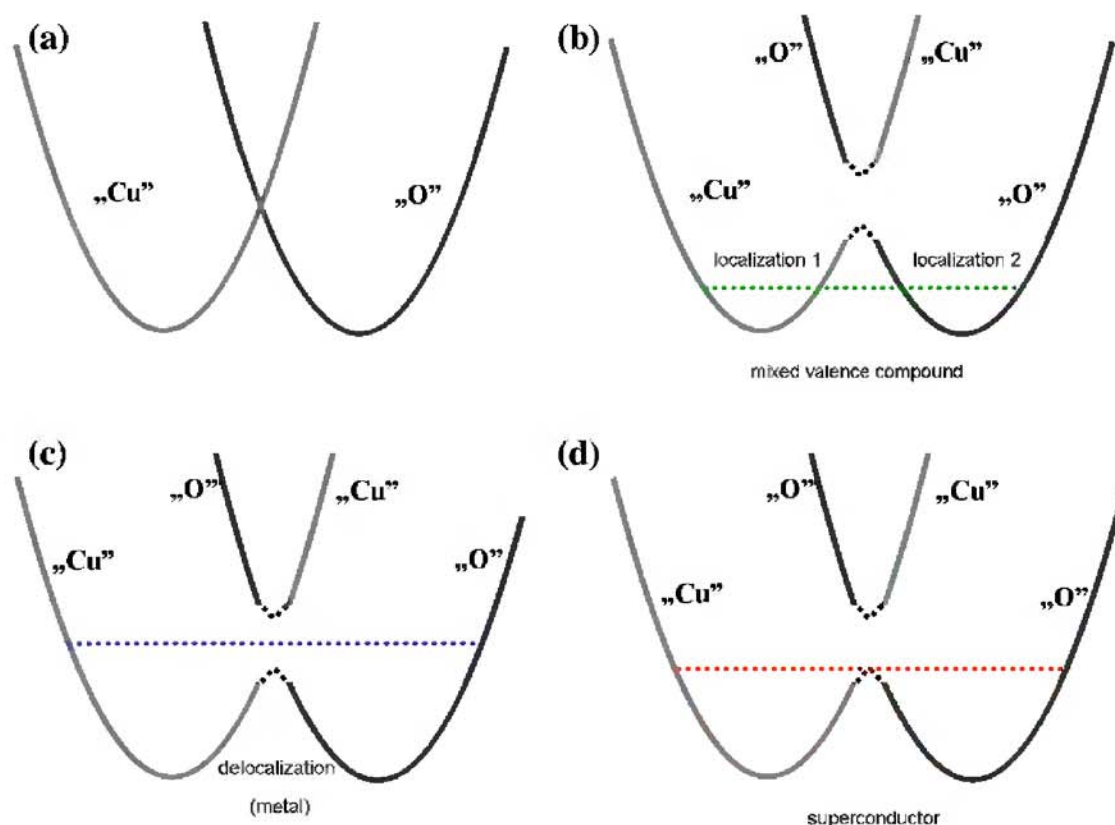 (a)
„Cu”
„O”
(b)
„O”
„Cu”
„Cu”
„O”
localization 1
localization 2
mixed valence compound
(c)
„O”
„Cu”
„Cu”
„O”
delocalization
(metal)
(d)
„O”
„Cu”
„Cu”
„O”
superconductor